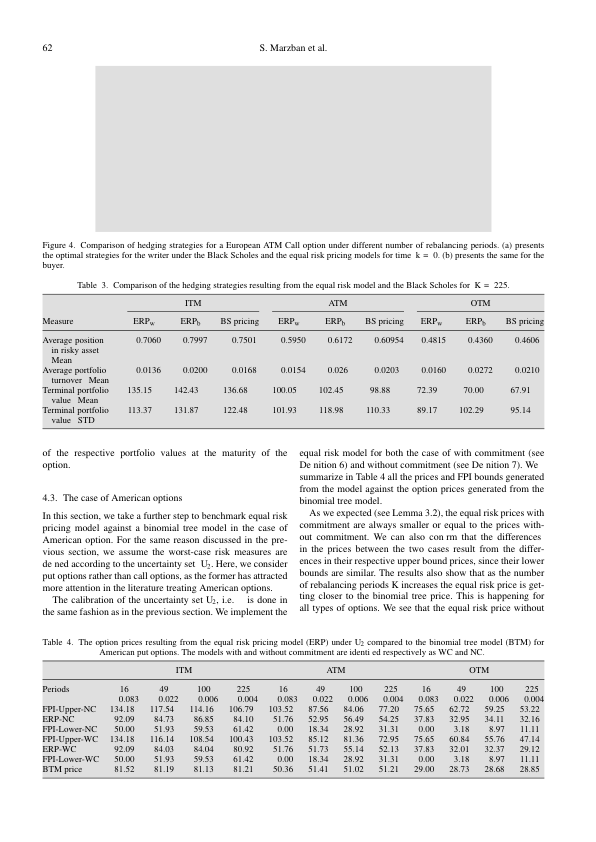 62
S. Marzban et al.
Figure 4. Comparison of hedging strategies for a European ATM Call option under different number of rebalancing periods. (a) presents
the optimal strategies for the writer under the Black Scholes and the equal risk pricing models for time k = 0. (b) presents the same for the
buyer.
Table 3. Comparison of the hedging strategies resulting from the equal risk model and the Black Scholes for K = 225.
ITM ATM OTM
Measure ERPw ERPb BS pricing ERPw ERPb BS pricing ERPw ERPb BS pricing
Average position 0.7060 0.7997 0.7501 0.5950 0.6172 0.60954 0.4815 0.4360 0.4606
in risky asset
Mean
Average portfolio 0.0136 0.0200 0.0168 0.0154 0.026 0.0203 0.0160 0.0272 0.0210
turnover Mean
Terminal portfolio 135.15 142.43 136.68 100.05 102.45 98.88 72.39 70.00 67.91
value Mean
Terminal portfolio 113.37 131.87 122.48 101.93 118.98 110.33 89.17 102.29 95.14
value STD
of the respective portfolio values at the maturity of the
option.
4.3. The case of American options
In this section, we take a further step to benchmark equal risk
pricing model against a binomial tree model in the case of
American option. For the same reason discussed in the pre-
vious section, we assume the worst-case risk measures are
de ned according to the uncertainty set U2. Here, we consider
put options rather than call options, as the former has attracted
more attention in the literature treating American options.
The calibration of the uncertainty set U2, i.e. is done in
the same fashion as in the previous section. We implement the
equal risk model for both the case of with commitment (see
De nition 6) and without commitment (see De nition 7). We
summarize in Table 4 all the prices and FPI bounds generated
from the model against the option prices generated from the
binomial tree model.
As we expected (see Lemma 3.2), the equal risk prices with
commitment are always smaller or equal to the prices with-
out commitment. We can also con rm that the differences
in the prices between the two cases result from the differ-
ences in their respective upper bound prices, since their lower
bounds are similar. The results also show that as the number
of rebalancing periods K increases the equal risk price is get-
ting closer to the binomial tree price. This is happening for
all types of options. We see that the equal risk price without
Table 4. The option prices resulting from the equal risk pricing model (ERP) under U2 compared to the binomial tree model (BTM) for
American put options. The models with and without commitment are identi ed respectively as WC and NC.
ITM ATM OTM
Periods 16 49 100 225 16 49 100 225 16 49 100 225
0.083 0.022 0.006 0.004 0.083 0.022 0.006 0.004 0.083 0.022 0.006 0.004
FPI-Upper-NC 134.18 117.54 114.16 106.79 103.52 87.56 84.06 77.20 75.65 62.72 59.25 53.22
ERP-NC 92.09 84.73 86.85 84.10 51.76 52.95 56.49 54.25 37.83 32.95 34.11 32.16
FPI-Lower-NC 50.00 51.93 59.53 61.42 0.00 18.34 28.92 31.31 0.00 3.18 8.97 11.11
FPI-Upper-WC 134.18 116.14 108.54 100.43 103.52 85.12 81.36 72.95 75.65 60.84 55.76 47.14
ERP-WC 92.09 84.03 84.04 80.92 51.76 51.73 55.14 52.13 37.83 32.01 32.37 29.12
FPI-Lower-WC 50.00 51.93 59.53 61.42 0.00 18.34 28.92 31.31 0.00 3.18 8.97 11.11
BTM price 81.52 81.19 81.13 81.21 50.36 51.41 51.02 51.21 29.00 28.73 28.68 28.85